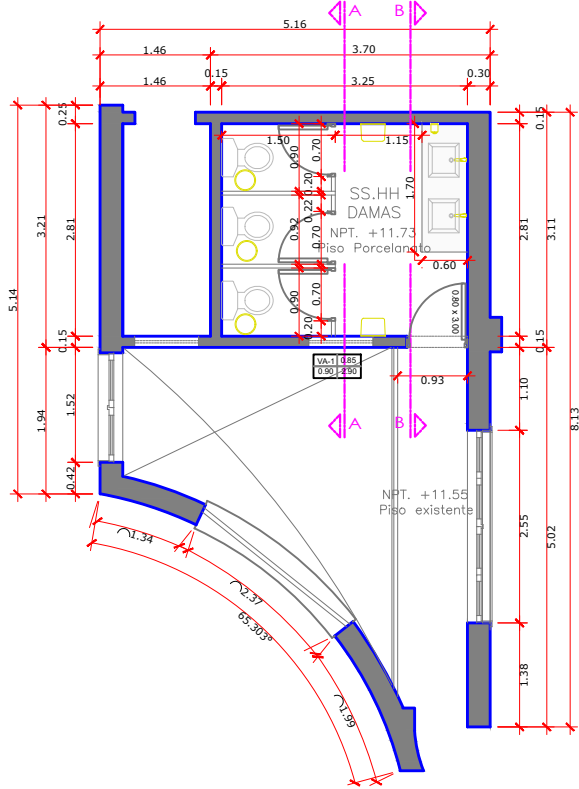 A B
5.16
1.46 3.70
1.46 0.15 3.25 0.30
0.25 0.15
1.50 1.15
0.90 0.70
0.20
1.70
SS.HH
DAMAS
0.92 0.22
NPT. +11.73
Piso Porcelanato
0.70
0.60
0.90 0.70
0.20
0.80 x 3.00
5.14 3.21 2.81
2.81 3.11
0.15 0.15
VA-1 0.85
0.90 2.90
0.93
1.10
8.13
1.94 1.52
A B
0.42
NPT. +11.55
Piso existente
2.55 5.02
1.34
2.37
65.303°
1.99
1.38